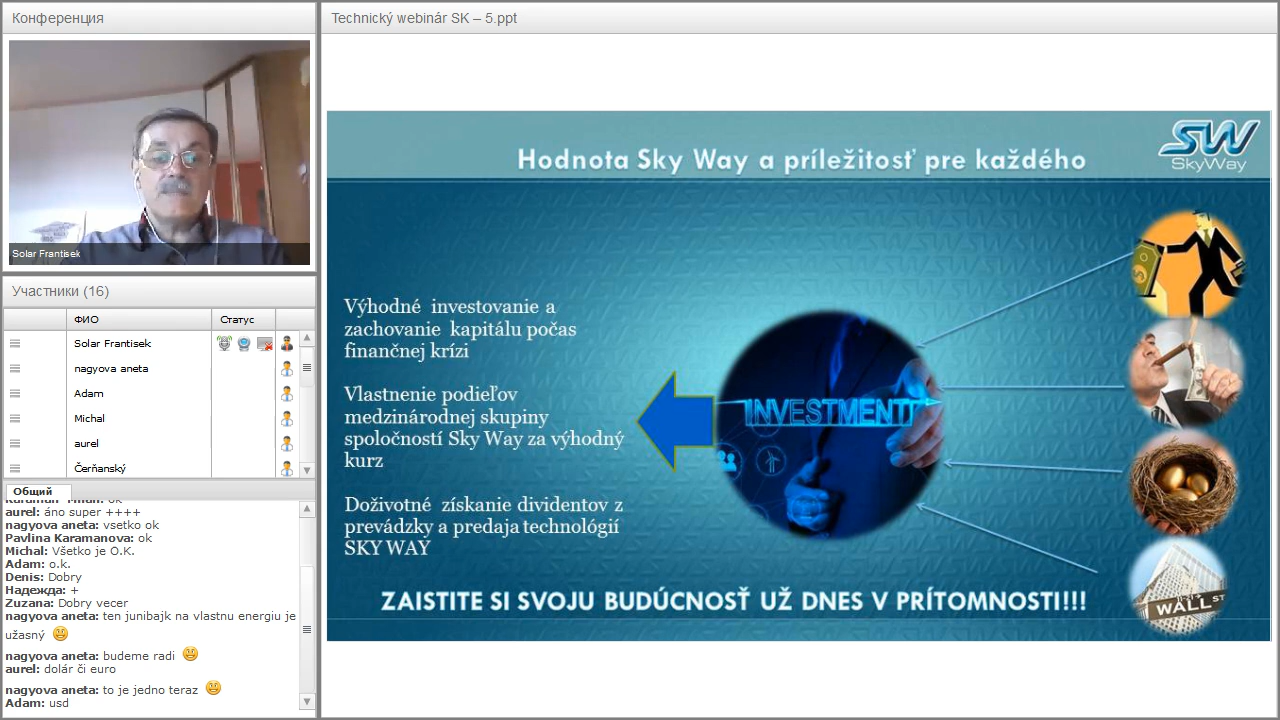 Конференция
Solar Frantisek
Участники (16)
ФИО
Статус
Solar Frantisek
nagyova aneta
Adam
Michal
aurel
Čerňanský
Общий
aurel: áno super ++++
nagyova aneta: vsetko ok
Pavlina Karamanova: ok
Michal: Všetko je O.K.
Adam: o.k.
Denis: Dobry
Надежда: +
Zuzana: Dobry vecer
nagyova aneta: ten junibajk na vlastnu energiu je
užasný
nagyova aneta: budeme radi
aurel: dolár či euro
nagyova aneta: to je jedno teraz
Adam: usd
Technický webinár SK – 5.ppt
Hodnota Sky Way a príležitosť pre každého
SW
SkyWay
Výhodné investovanie a
zachovanie kapitálu počas
finančnej krízi
Vlastnenie podieľov
medzinárodnej skupiny
spoločností Sky Way za výhodný
kurz
Doživotné získanie dividentov z
prevádzky a predaja technológií
SKY WAY
INVESTMENT
WALL ST
ZAISTITE SI SVOJU BUDÚCNOSŤ UŽ DNES V PRÍTOMNOSTI!!!